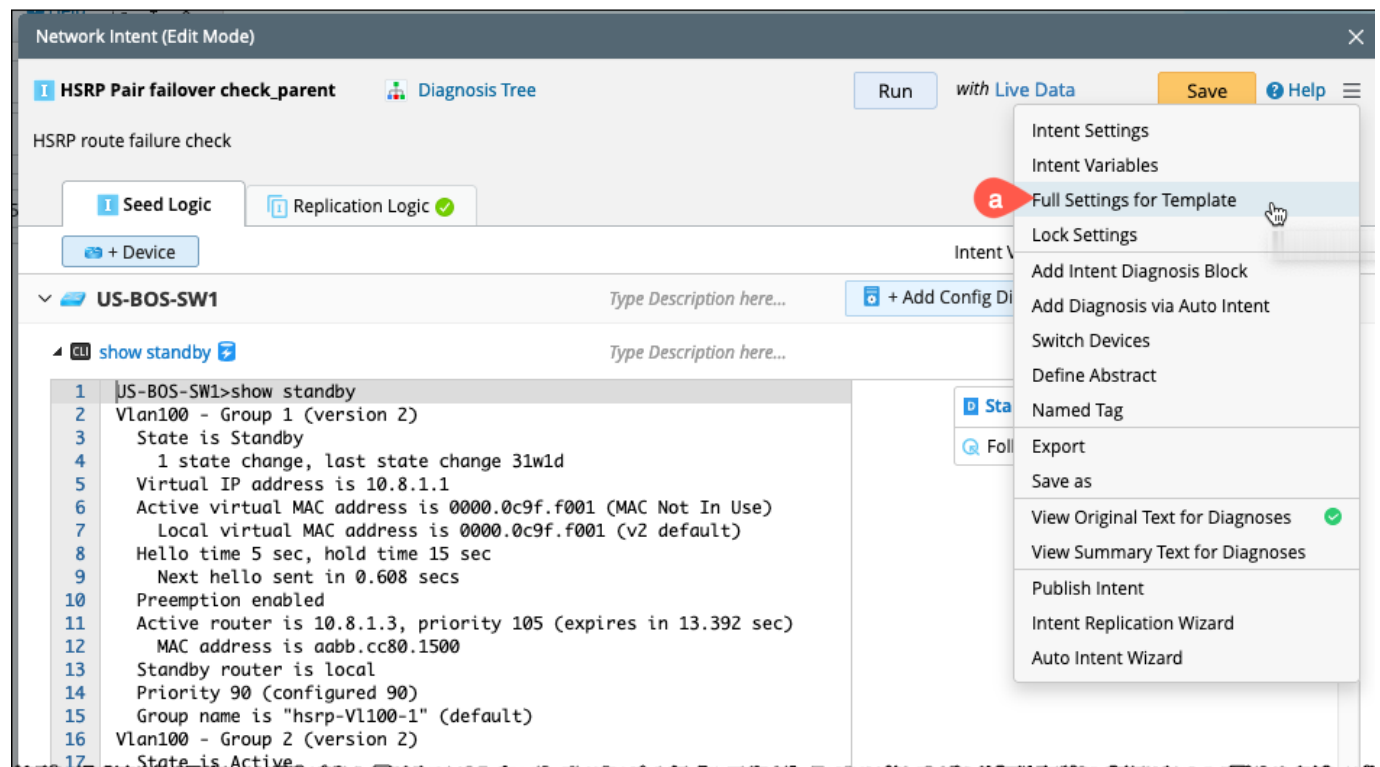 Network Intent (Edit Mode)
I HSRP Pair failover check_parent Diagnosis Tree Run with Live Data Save ? Help
HSRP route failure check
Intent Settings
Intent Variables
a Full Settings for Template
Lock Settings
Add Intent Diagnosis Block
Add Diagnosis via Auto Intent
Switch Devices
Define Abstract
Named Tag
Export
Save as
View Original Text for Diagnoses
View Summary Text for Diagnoses
Publish Intent
Intent Replication Wizard
Auto Intent Wizard
I Seed Logic I Replication Logic
+ Device Intent
US-BOS-SW1 Type Description here... + Add Config
CLI show standby Type Description here...
D
1 US-BOS-SW1>show standby
2 Vlan100 - Group 1 (version 2)
3 State is Standby
4 1 state change, last state change 31w1d
5 Virtual IP address is 10.8.1.1
6 Active virtual MAC address is 0000.0c9f.f001 (MAC Not In Use)
7 Local virtual MAC address is 0000.0c9f.f001 (v2 default)
8 Hello time 5 sec, hold time 15 sec
9 Next hello sent in 0.608 secs
10 Preemption enabled
11 Active router is 10.8.1.3, priority 105 (expires in 13.392 sec)
12 MAC address is aabb.cc80.1500
13 Standby router is local
14 Priority 90 (configured 90)
15 Group name is "hsrp-Vl100-1" (default)
16 Vlan100 - Group 2 (version 2)
17 State is Active